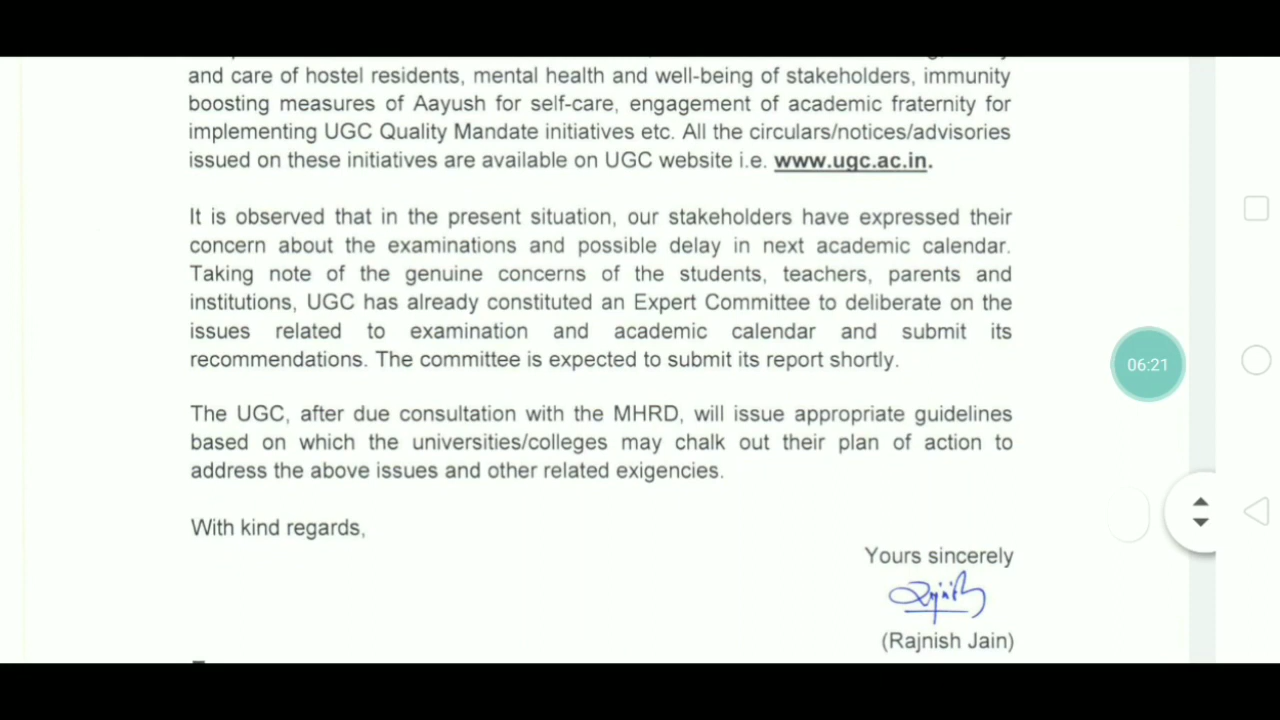 and care of hostel residents, mental health and well-being of stakeholders, immunity
boosting measures of Aayush for self-care, engagement of academic fraternity for
implementing UGC Quality Mandate initiatives etc. All the circulars/notices/advisories
issued on these initiatives are available on UGC website i.e. www.ugc.ac.in.
It is observed that in the present situation, our stakeholders have expressed their
concern about the examinations and possible delay in next academic calendar.
Taking note of the genuine concerns of the students, teachers, parents and
institutions, UGC has already constituted an Expert Committee to deliberate on the
issues related to examination and academic calendar and submit its
recommendations. The committee is expected to submit its report shortly.
06:21
The UGC, after due consultation with the MHRD, will issue appropriate guidelines
based on which the universities/colleges may chalk out their plan of action to
address the above issues and other related exigencies.
With kind regards,
Yours sincerely
(Rajnish Jain)